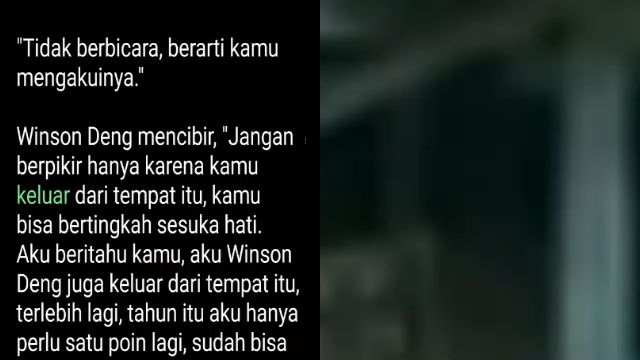 "Tidak berbicara, berarti kamu
mengakuinya."
Winson Deng mencibir, "Jangan
berpikir hanya karena kamu
keluar dari tempat itu, kamu
bisa bertingkah sesuka hati.
Aku beritahu kamu, aku Winson
Deng juga keluar dari tempat itu,
terlebih lagi, tahun itu aku hanya
perlu satu poin lagi, sudah bisa